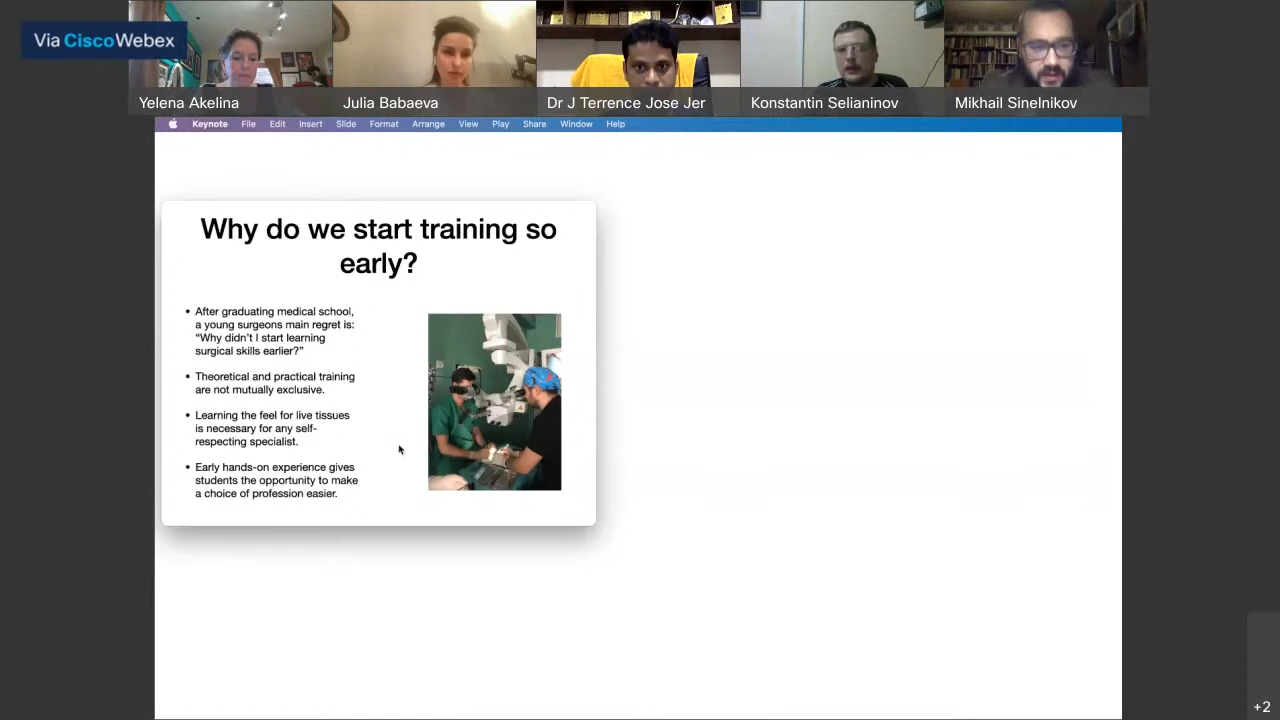 Via CiscoWebex
Yelena Akelina
Julia Babaeva
Dr J Terrence Jose Jer
Konstantin Selianinov
Mikhail Sinelnikov
Keynote File Edit Insert Slide Format Arrange View Play Share Window Help
Why do we start training so
early?
• After graduating medical school,
a young surgeons main regret is:
“Why didn’t I start learning
surgical skills earlier?”
• Theoretical and practical training
are not mutually exclusive.
• Learning the feel for live tissues
is necessary for any self-
respecting specialist.
• Early hands-on experience gives
students the opportunity to make
a choice of profession easier.
+2